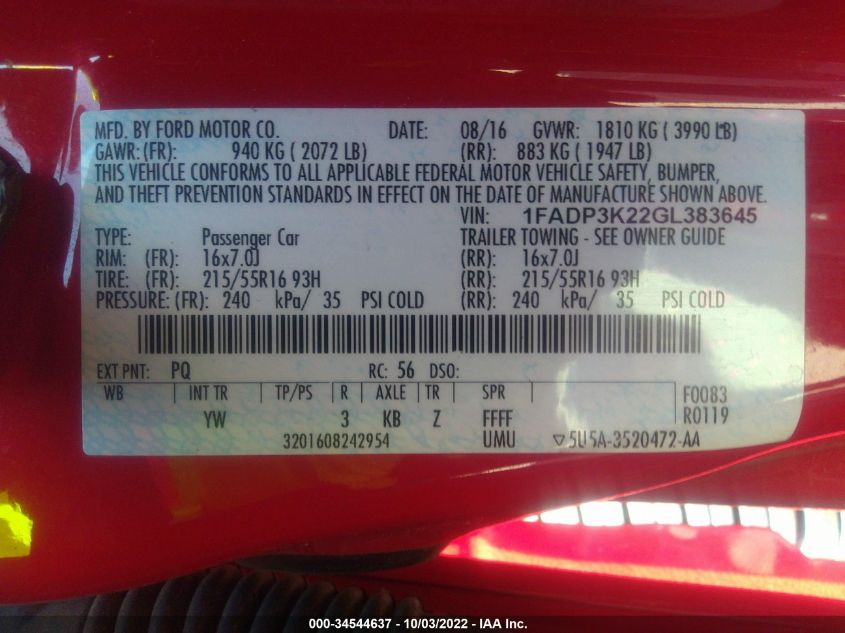 MFD. BY FORD MOTOR CO. DATE: 08/16 GVWR: 1810 KG ( 3990 LB)
GAWR: (FR): 940 KG ( 2072 LB) (RR): 883 KG ( 1947 LB)
THIS VEHICLE CONFORMS TO ALL APPLICABLE FEDERAL MOTOR VEHICLE SAFETY, BUMPER,
AND THEFT PREVENTION STANDARDS IN EFFECT ON THE DATE OF MANUFACTURE SHOWN ABOVE.
VIN: 1FADP3K22GL383645
TYPE: Passenger Car TRAILER TOWING - SEE OWNER GUIDE
RIM: (FR): 16x7.0J (RR): 16x7.0J
TIRE: (FR): 215/55R16 93H (RR): 215/55R16 93H
PRESSURE: (FR): 240 kPa/ 35 PSI COLD (RR): 240 kPa/ 35 PSI COLD
EXT PNT: PQ RC: 56 DSO:
WB INT TR TP/PS R AXLE TR SPR F0083
YW 3 KB Z FFFF R0119
3201608242954 UMU ▽5U5A-3520472-AA
000-34544637 - 10/03/2022 - IAA Inc.